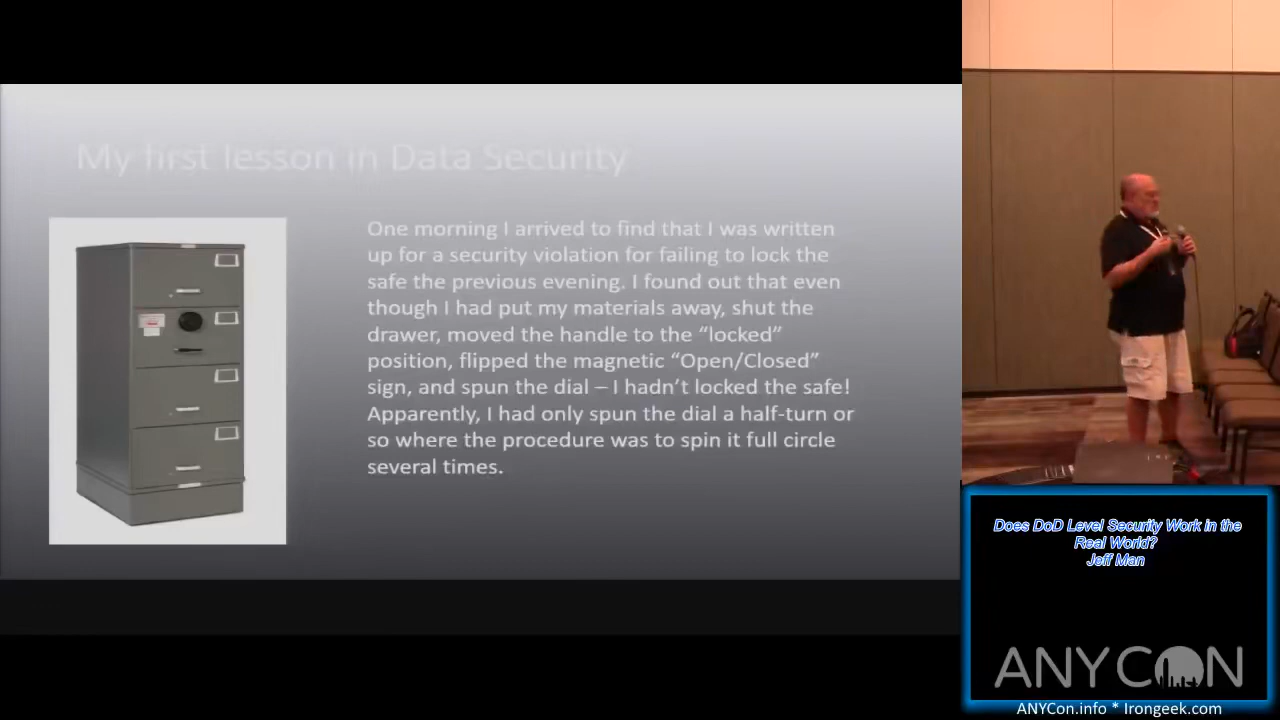 My first lesson in Data Security
One morning I arrived to find that I was written
up for a security violation for failing to lock the
safe the previous evening. I found out that even
though I had put my materials away, shut the
drawer, moved the handle to the “locked”
position, flipped the magnetic “Open/Closed”
sign, and spun the dial – I hadn’t locked the safe!
Apparently, I had only spun the dial a half-turn or
so where the procedure was to spin it full circle
several times.
Does DoD Level Security Work in the
Real World?
Jeff Man
ANYCON
ANYCon.info * Irongeek.com